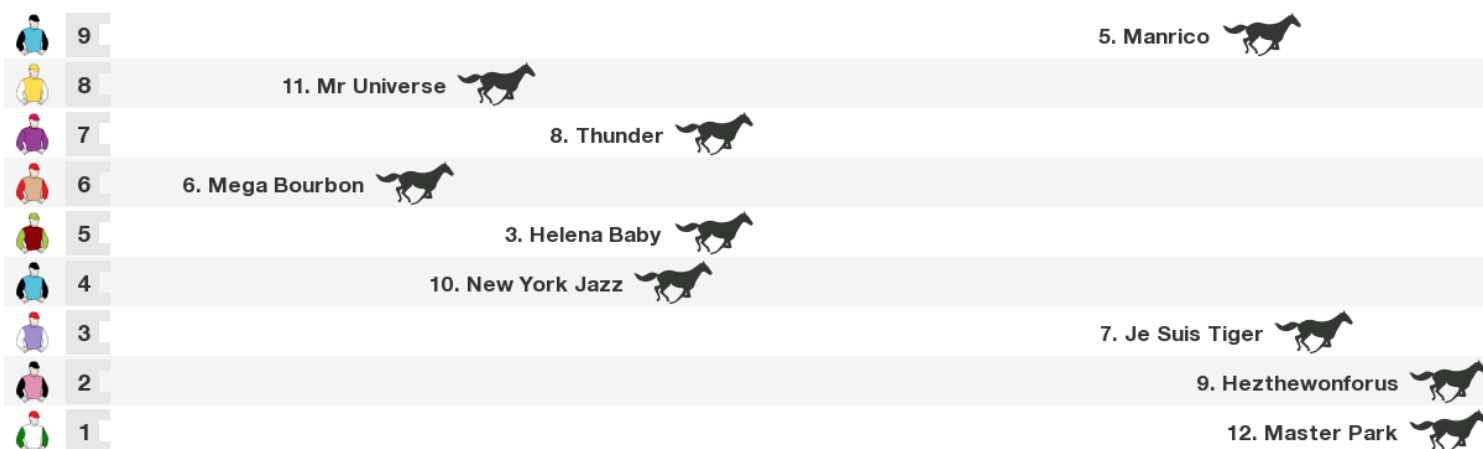 9 5. Manrico
8 11. Mr Universe
7 8. Thunder
6 6. Mega Bourbon
5 3. Helena Baby
4 10. New York Jazz
3 7. Je Suis Tiger
2 9. Hezthewonforus
1 12. Master Park